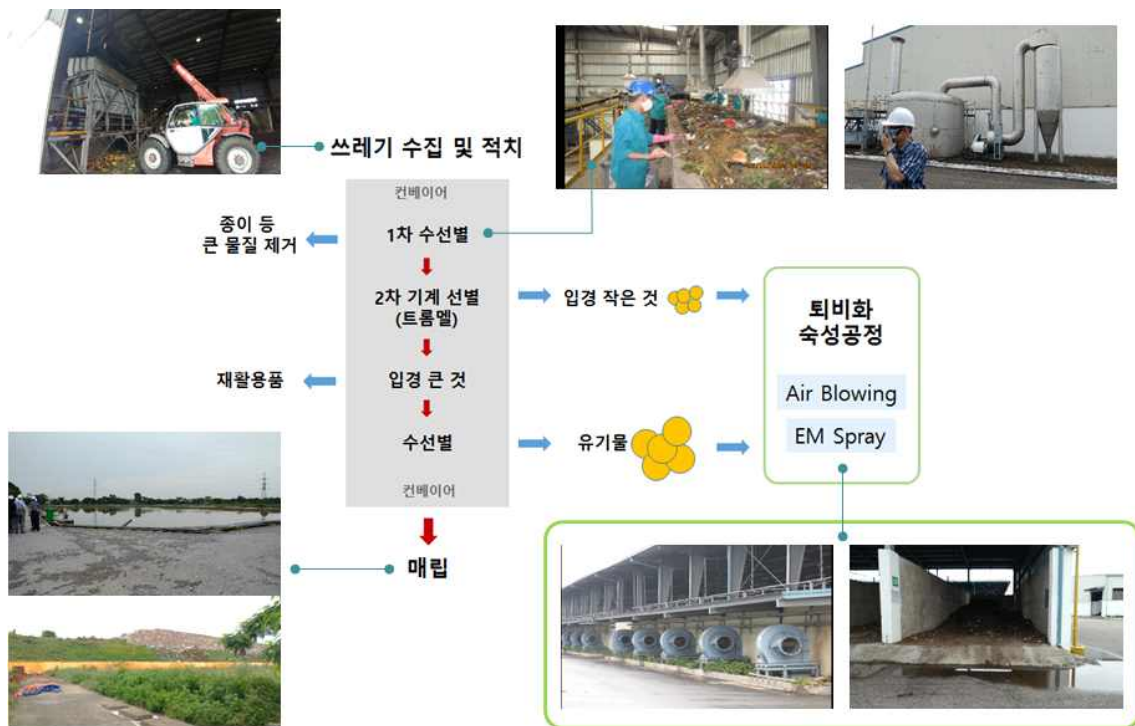 쓰레기 수집 및 적치
컨베이어
종이 등
큰 물질 제거
1차 수선별
2차 기계 선별
(트롬멜)
입경 작은 것
퇴비화
숙성공정
재활용품
입경 큰 것
Air Blowing
수선별
유기물
EM Spray
컨베이어
매립